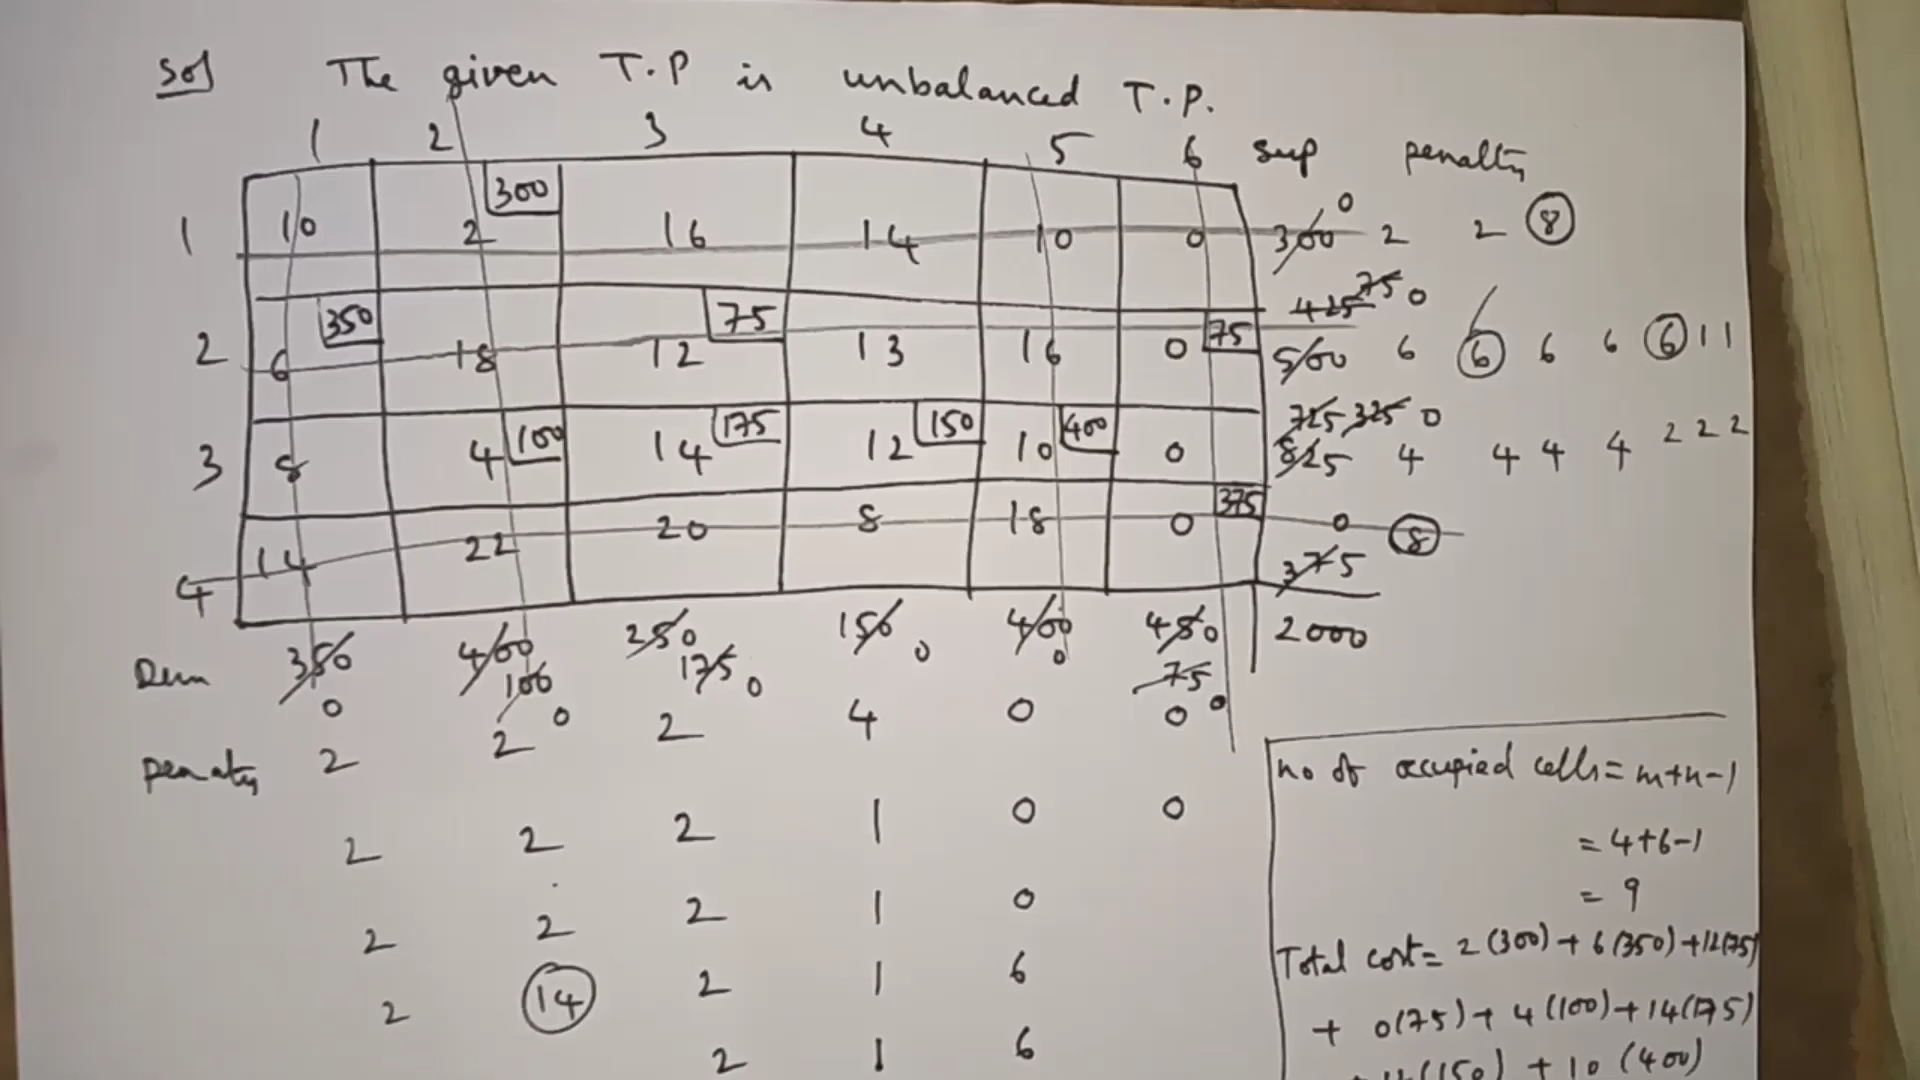 Sol The given T.P is unbalanced T.P.
1 2 3 4 5 6 sup penalty
1 10 2 300 16 14 10 0 300 0 2 2 8
2 6 350 18 12 75 13 16 0 75 500 425 75 0 6 6 6 6 6 11
3 8 4 100 14 175 12 150 10 400 0 825 725 325 0 4 4 4 4 2 2 2
4 14 22 20 8 18 0 375 375 0 8
Dem 350 0 400 100 0 250 175 0 150 0 400 0 450 75 0 2000
penalty 2 2 2 4 0 0
2 2 2 1 0 0
2 2 2 1 0
2 14 2 1 6
2 1 6
no of occupied cells = m+n-1
= 4+6-1
= 9
Total cost = 2(300) + 6(350) + 12(75)
+ 0(75) + 4(100) + 14(175)
+ 12(150) + 10(400)